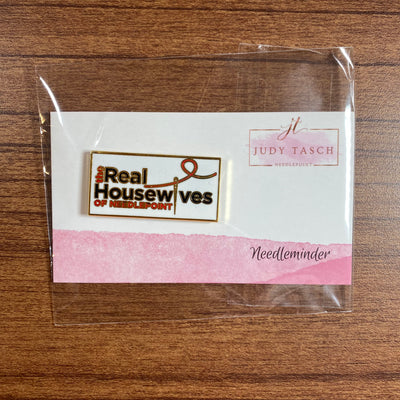 jt
JUDY TASCH
NEEDLEPOINT
the Real
Housewives
OF NEEDLEPOINT
Needleminder